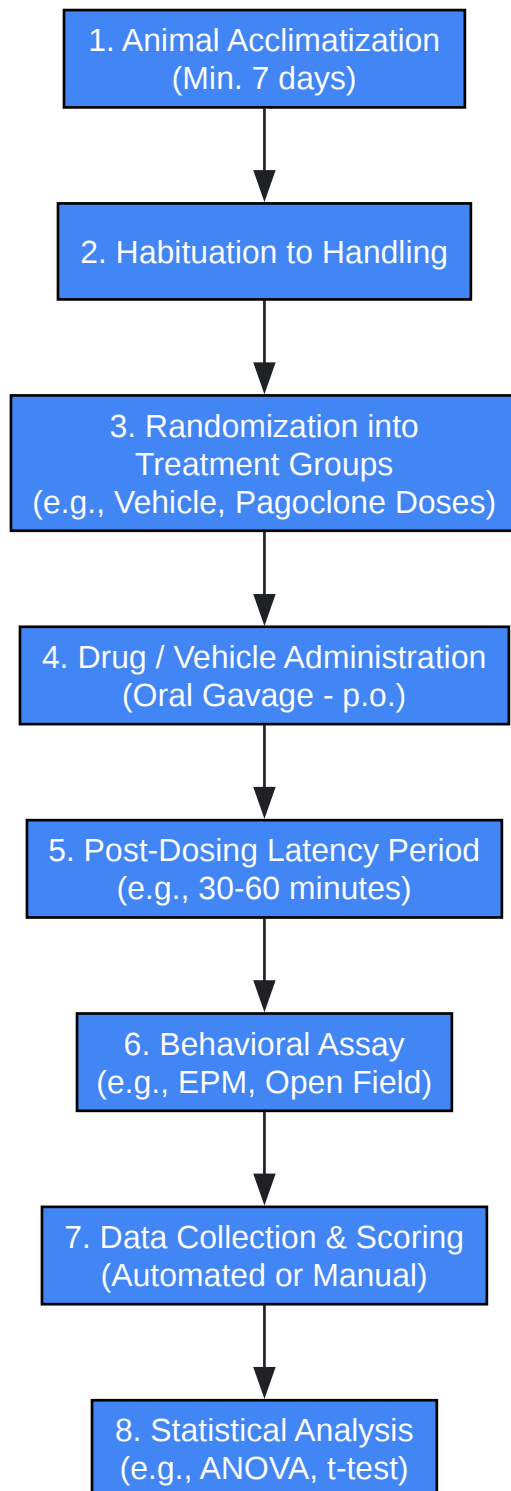 1. Animal Acclimatization
(Min. 7 days)
2. Habituation to Handling
3. Randomization into
Treatment Groups
(e.g., Vehicle, Pagoclone Doses)
4. Drug / Vehicle Administration
(Oral Gavage - p.o.)
5. Post-Dosing Latency Period
(e.g., 30-60 minutes)
6. Behavioral Assay
(e.g., EPM, Open Field)
7. Data Collection & Scoring
(Automated or Manual)
8. Statistical Analysis
(e.g., ANOVA, t-test)